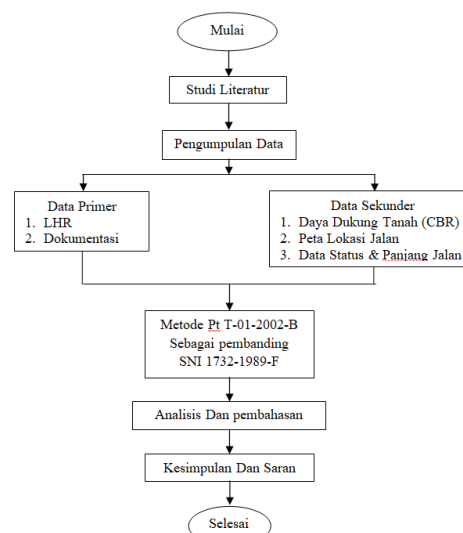 Mulai
Studi Literatur
Pengumpulan Data
Data Primer
1. LHR
2. Dokumentasi
Data Sekunder
1. Daya Dukung Tanah (CBR)
2. Peta Lokasi Jalan
3. Data Status & Panjang Jalan
Metode Pt T-01-2002-B
Sebagai pembanding
SNI 1732-1989-F
Analisis Dan pembahasan
Kesimpulan Dan Saran
Selesai